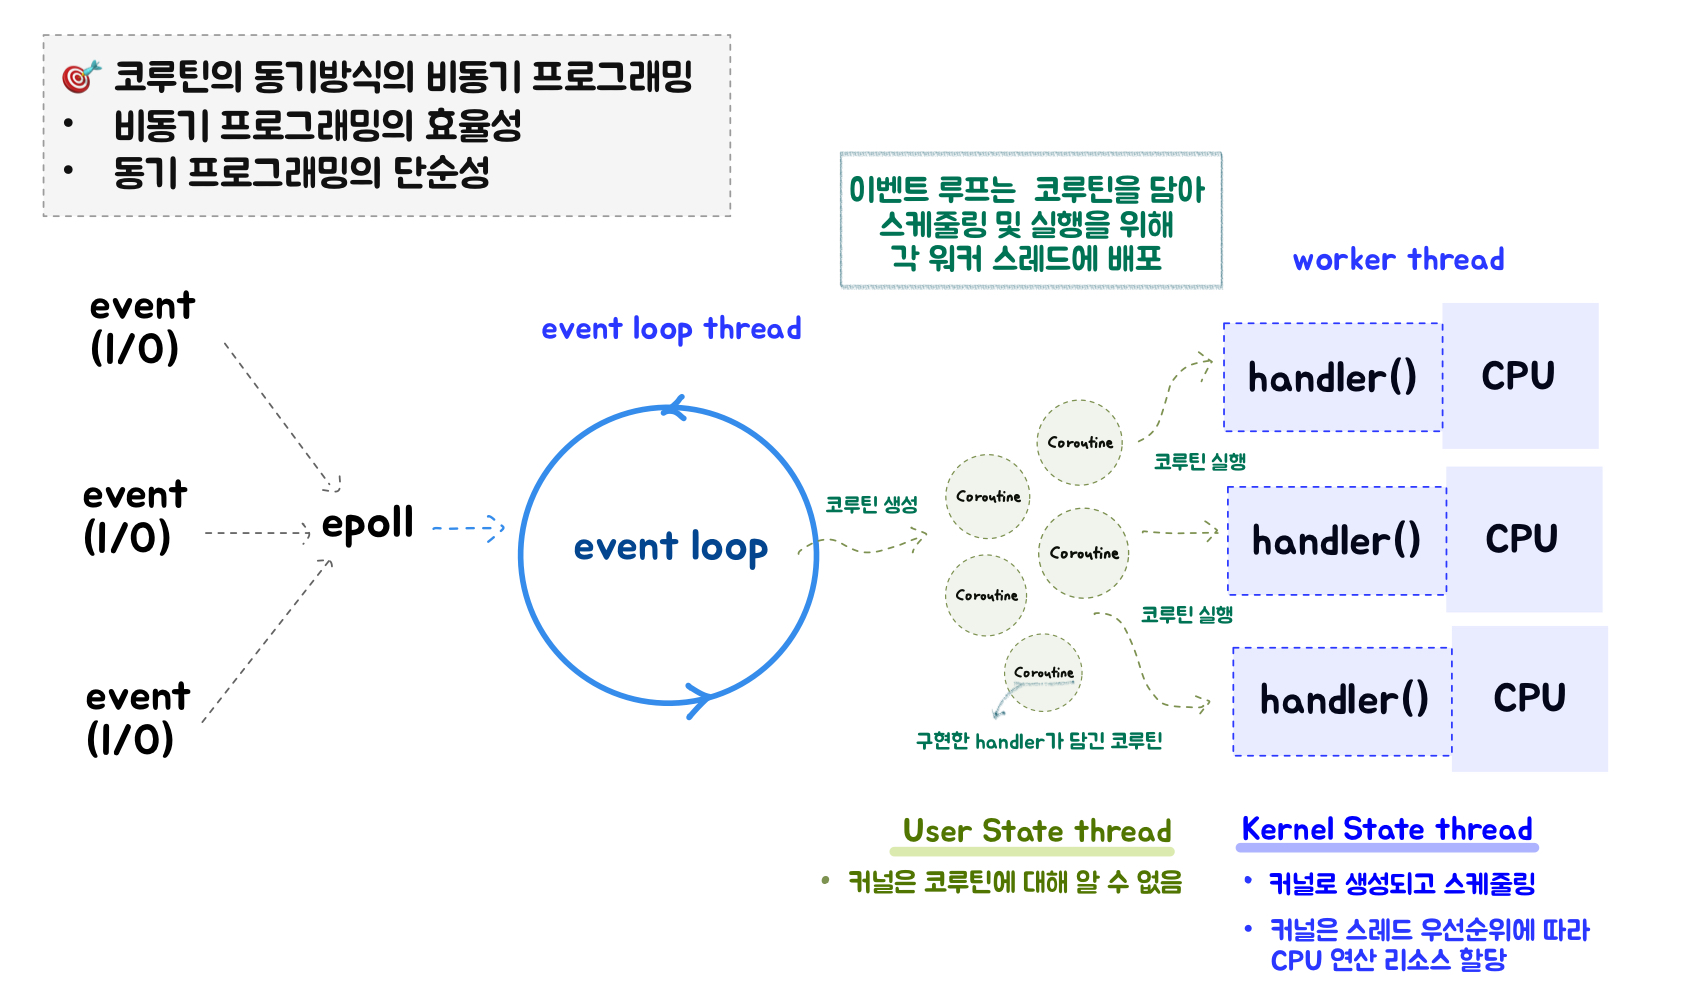 🎯 코루틴의 동기방식의 비동기 프로그래밍
• 비동기 프로그래밍의 효율성
• 동기 프로그래밍의 단순성
이벤트 루프는 코루틴을 담아
스케줄링 및 실행을 위해
각 워커 스레드에 배포
worker thread
event
(I/O)
event loop thread
handler()
CPU
Coroutine
코루틴 실행
event
(I/O)
epoll
event loop
코루틴 생성
Coroutine
Coroutine
handler()
CPU
Coroutine
코루틴 실행
event
(I/O)
Coroutine
구현한 handler가 담긴 코루틴
handler()
CPU
User State thread
• 커널은 코루틴에 대해 알 수 없음
Kernel State thread
• 커널로 생성되고 스케줄링
• 커널은 스레드 우선순위에 따라
CPU 연산 리소스 할당